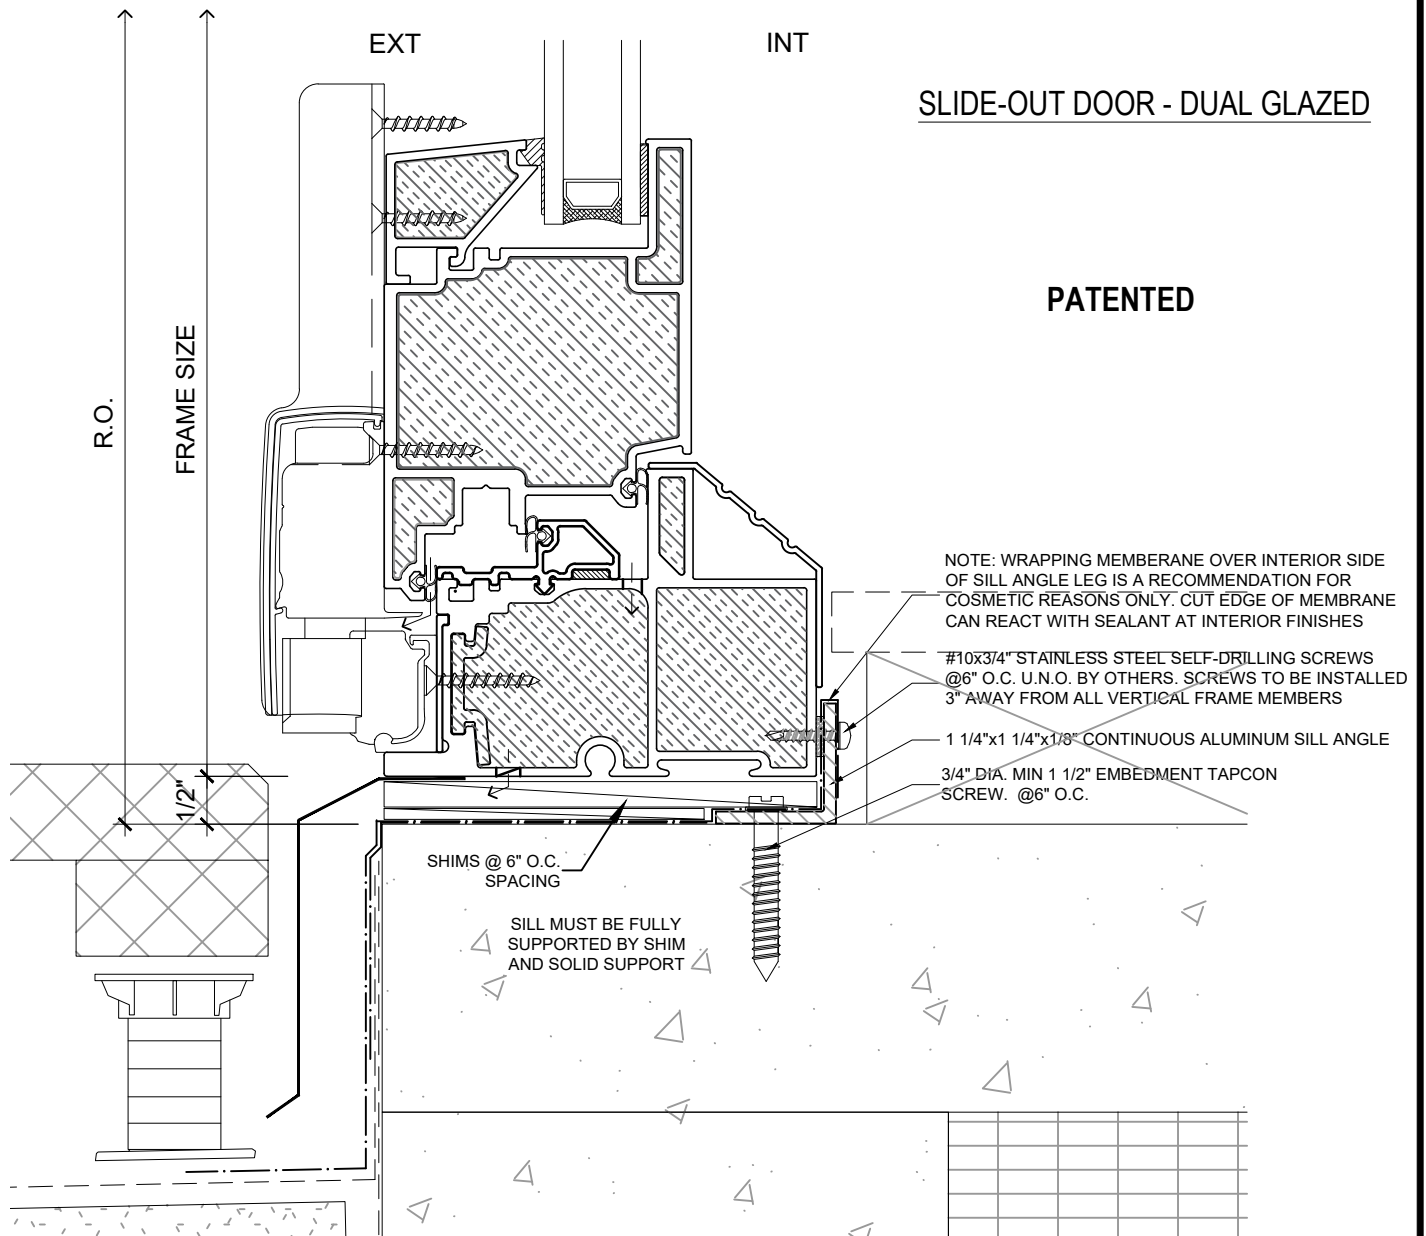 EXT
INT
SLIDE-OUT DOOR - DUAL GLAZED
PATENTED
R.O.
FRAME SIZE
1/2"
NOTE: WRAPPING MEMBERANE OVER INTERIOR SIDE
OF SILL ANGLE LEG IS A RECOMMENDATION FOR
COSMETIC REASONS ONLY. CUT EDGE OF MEMBRANE
CAN REACT WITH SEALANT AT INTERIOR FINISHES
#10x3/4" STAINLESS STEEL SELF-DRILLING SCREWS
@6" O.C. U.N.O. BY OTHERS. SCREWS TO BE INSTALLED
3" AWAY FROM ALL VERTICAL FRAME MEMBERS
1 1/4"x1 1/4"x1/8" CONTINUOUS ALUMINUM SILL ANGLE
3/4" DIA. MIN 1 1/2" EMBEDMENT TAPCON
SCREW. @6" O.C.
SHIMS @ 6" O.C.
SPACING
SILL MUST BE FULLY
SUPPORTED BY SHIM
AND SOLID SUPPORT